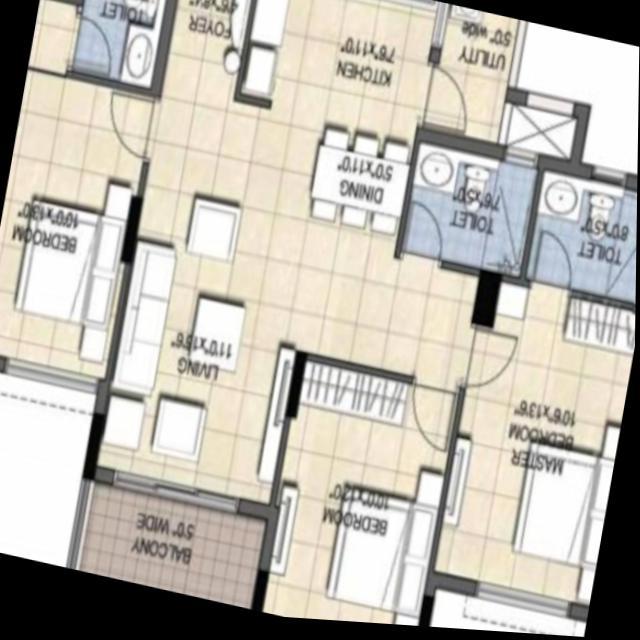 TOILET
FOYER
KITCHEN
7'6"x11'0"
UTILITY
5'0" wide
DINING
5'0"x11'0"
TOILET
7'6"x5'0"
TOILET
8'0"x5'0"
BEDROOM
10'0"x13'0"
LIVING
11'0"x19'6"
MASTER
BEDROOM
10'6"x13'6"
BEDROOM
10'0"x12'0"
BALCONY
5'0" WIDE